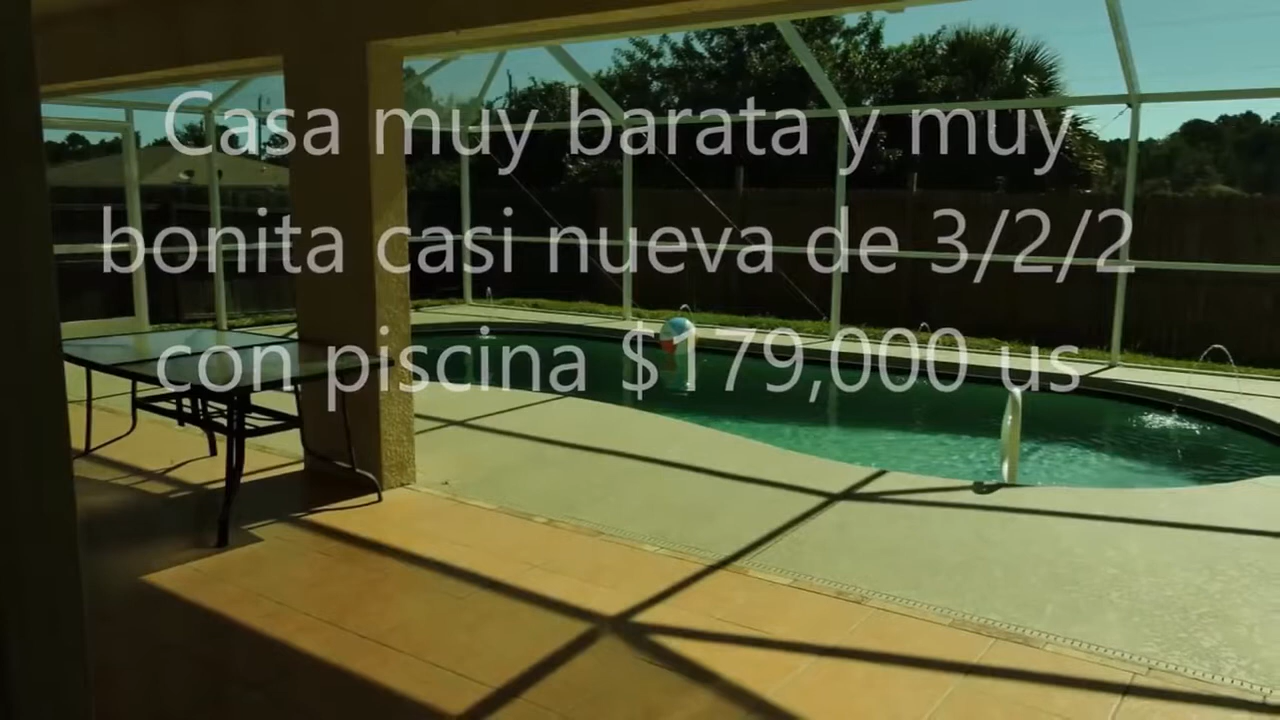 Casa muy barata y muy
bonita casi nueva de 3/2/2
con piscina $179,000 us